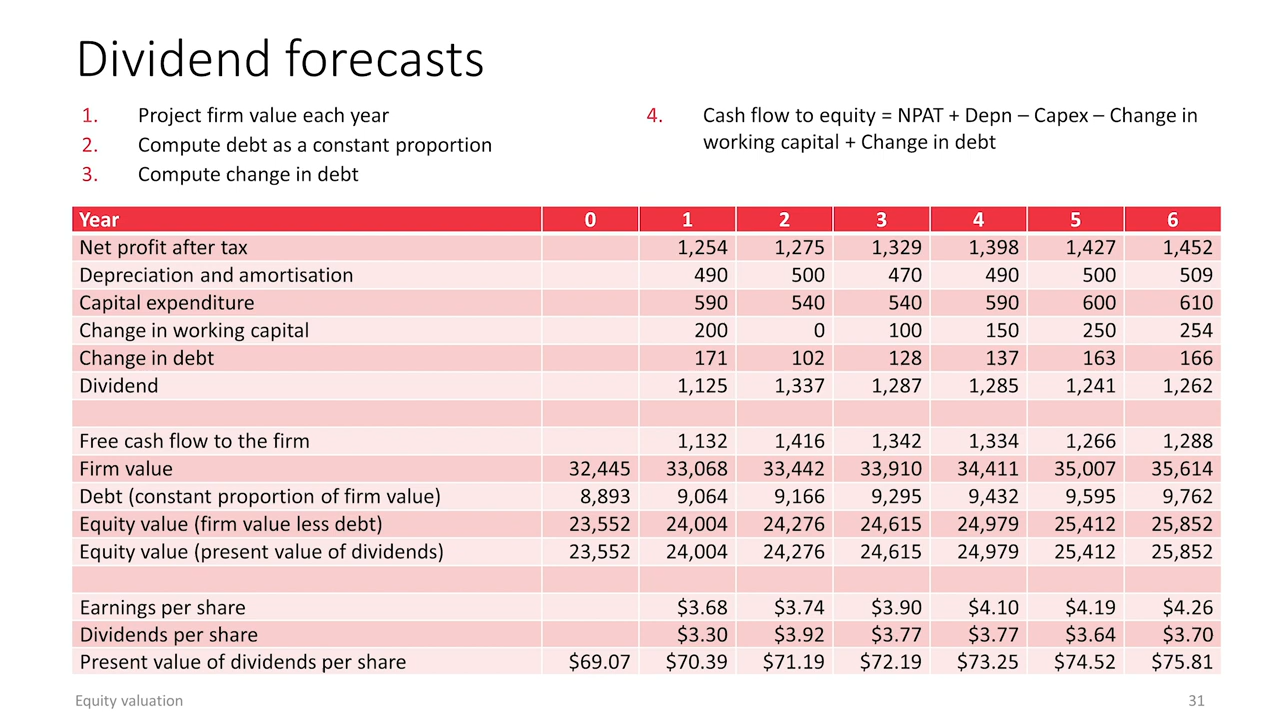 Dividend forecasts
1. Project firm value each year
2. Compute debt as a constant proportion
3. Compute change in debt
4. Cash flow to equity = NPAT + Depn – Capex – Change in
working capital + Change in debt
Year 0 1 2 3 4 5 6
Net profit after tax 1,254 1,275 1,329 1,398 1,427 1,452
Depreciation and amortisation 490 500 470 490 500 509
Capital expenditure 590 540 540 590 600 610
Change in working capital 200 0 100 150 250 254
Change in debt 171 102 128 137 163 166
Dividend 1,125 1,337 1,287 1,285 1,241 1,262
Free cash flow to the firm 1,132 1,416 1,342 1,334 1,266 1,288
Firm value 32,445 33,068 33,442 33,910 34,411 35,007 35,614
Debt (constant proportion of firm value) 8,893 9,064 9,166 9,295 9,432 9,595 9,762
Equity value (firm value less debt) 23,552 24,004 24,276 24,615 24,979 25,412 25,852
Equity value (present value of dividends) 23,552 24,004 24,276 24,615 24,979 25,412 25,852
Earnings per share $3.68 $3.74 $3.90 $4.10 $4.19 $4.26
Dividends per share $3.30 $3.92 $3.77 $3.77 $3.64 $3.70
Present value of dividends per share $69.07 $70.39 $71.19 $72.19 $73.25 $74.52 $75.81
Equity valuation 31